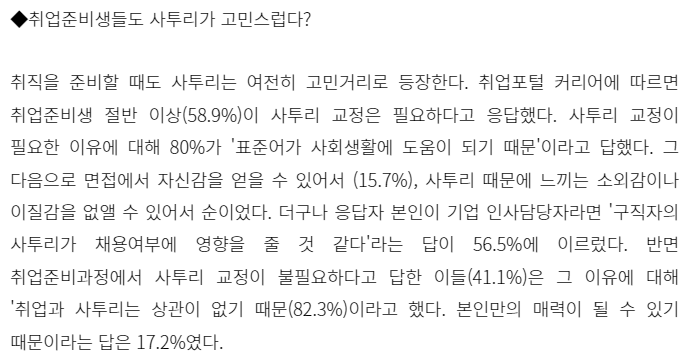 ◆취업준비생들도 사투리가 고민스럽다?
취직을 준비할 때도 사투리는 여전히 고민거리로 등장한다. 취업포털 커리어에 따르면
취업준비생 절반 이상(58.9%)이 사투리 교정은 필요하다고 응답했다. 사투리 교정이
필요한 이유에 대해 80%가 '표준어가 사회생활에 도움이 되기 때문'이라고 답했다. 그
다음으로 면접에서 자신감을 얻을 수 있어서 (15.7%), 사투리 때문에 느끼는 소외감이나
이질감을 없앨 수 있어서 순이었다. 더구나 응답자 본인이 기업 인사담당자라면 '구직자의
사투리가 채용여부에 영향을 줄 것 같다'라는 답이 56.5%에 이르렀다. 반면
취업준비과정에서 사투리 교정이 불필요하다고 답한 이들(41.1%)은 그 이유에 대해
'취업과 사투리는 상관이 없기 때문(82.3%)이라고 했다. 본인만의 매력이 될 수 있기
때문이라는 답은 17.2%였다.